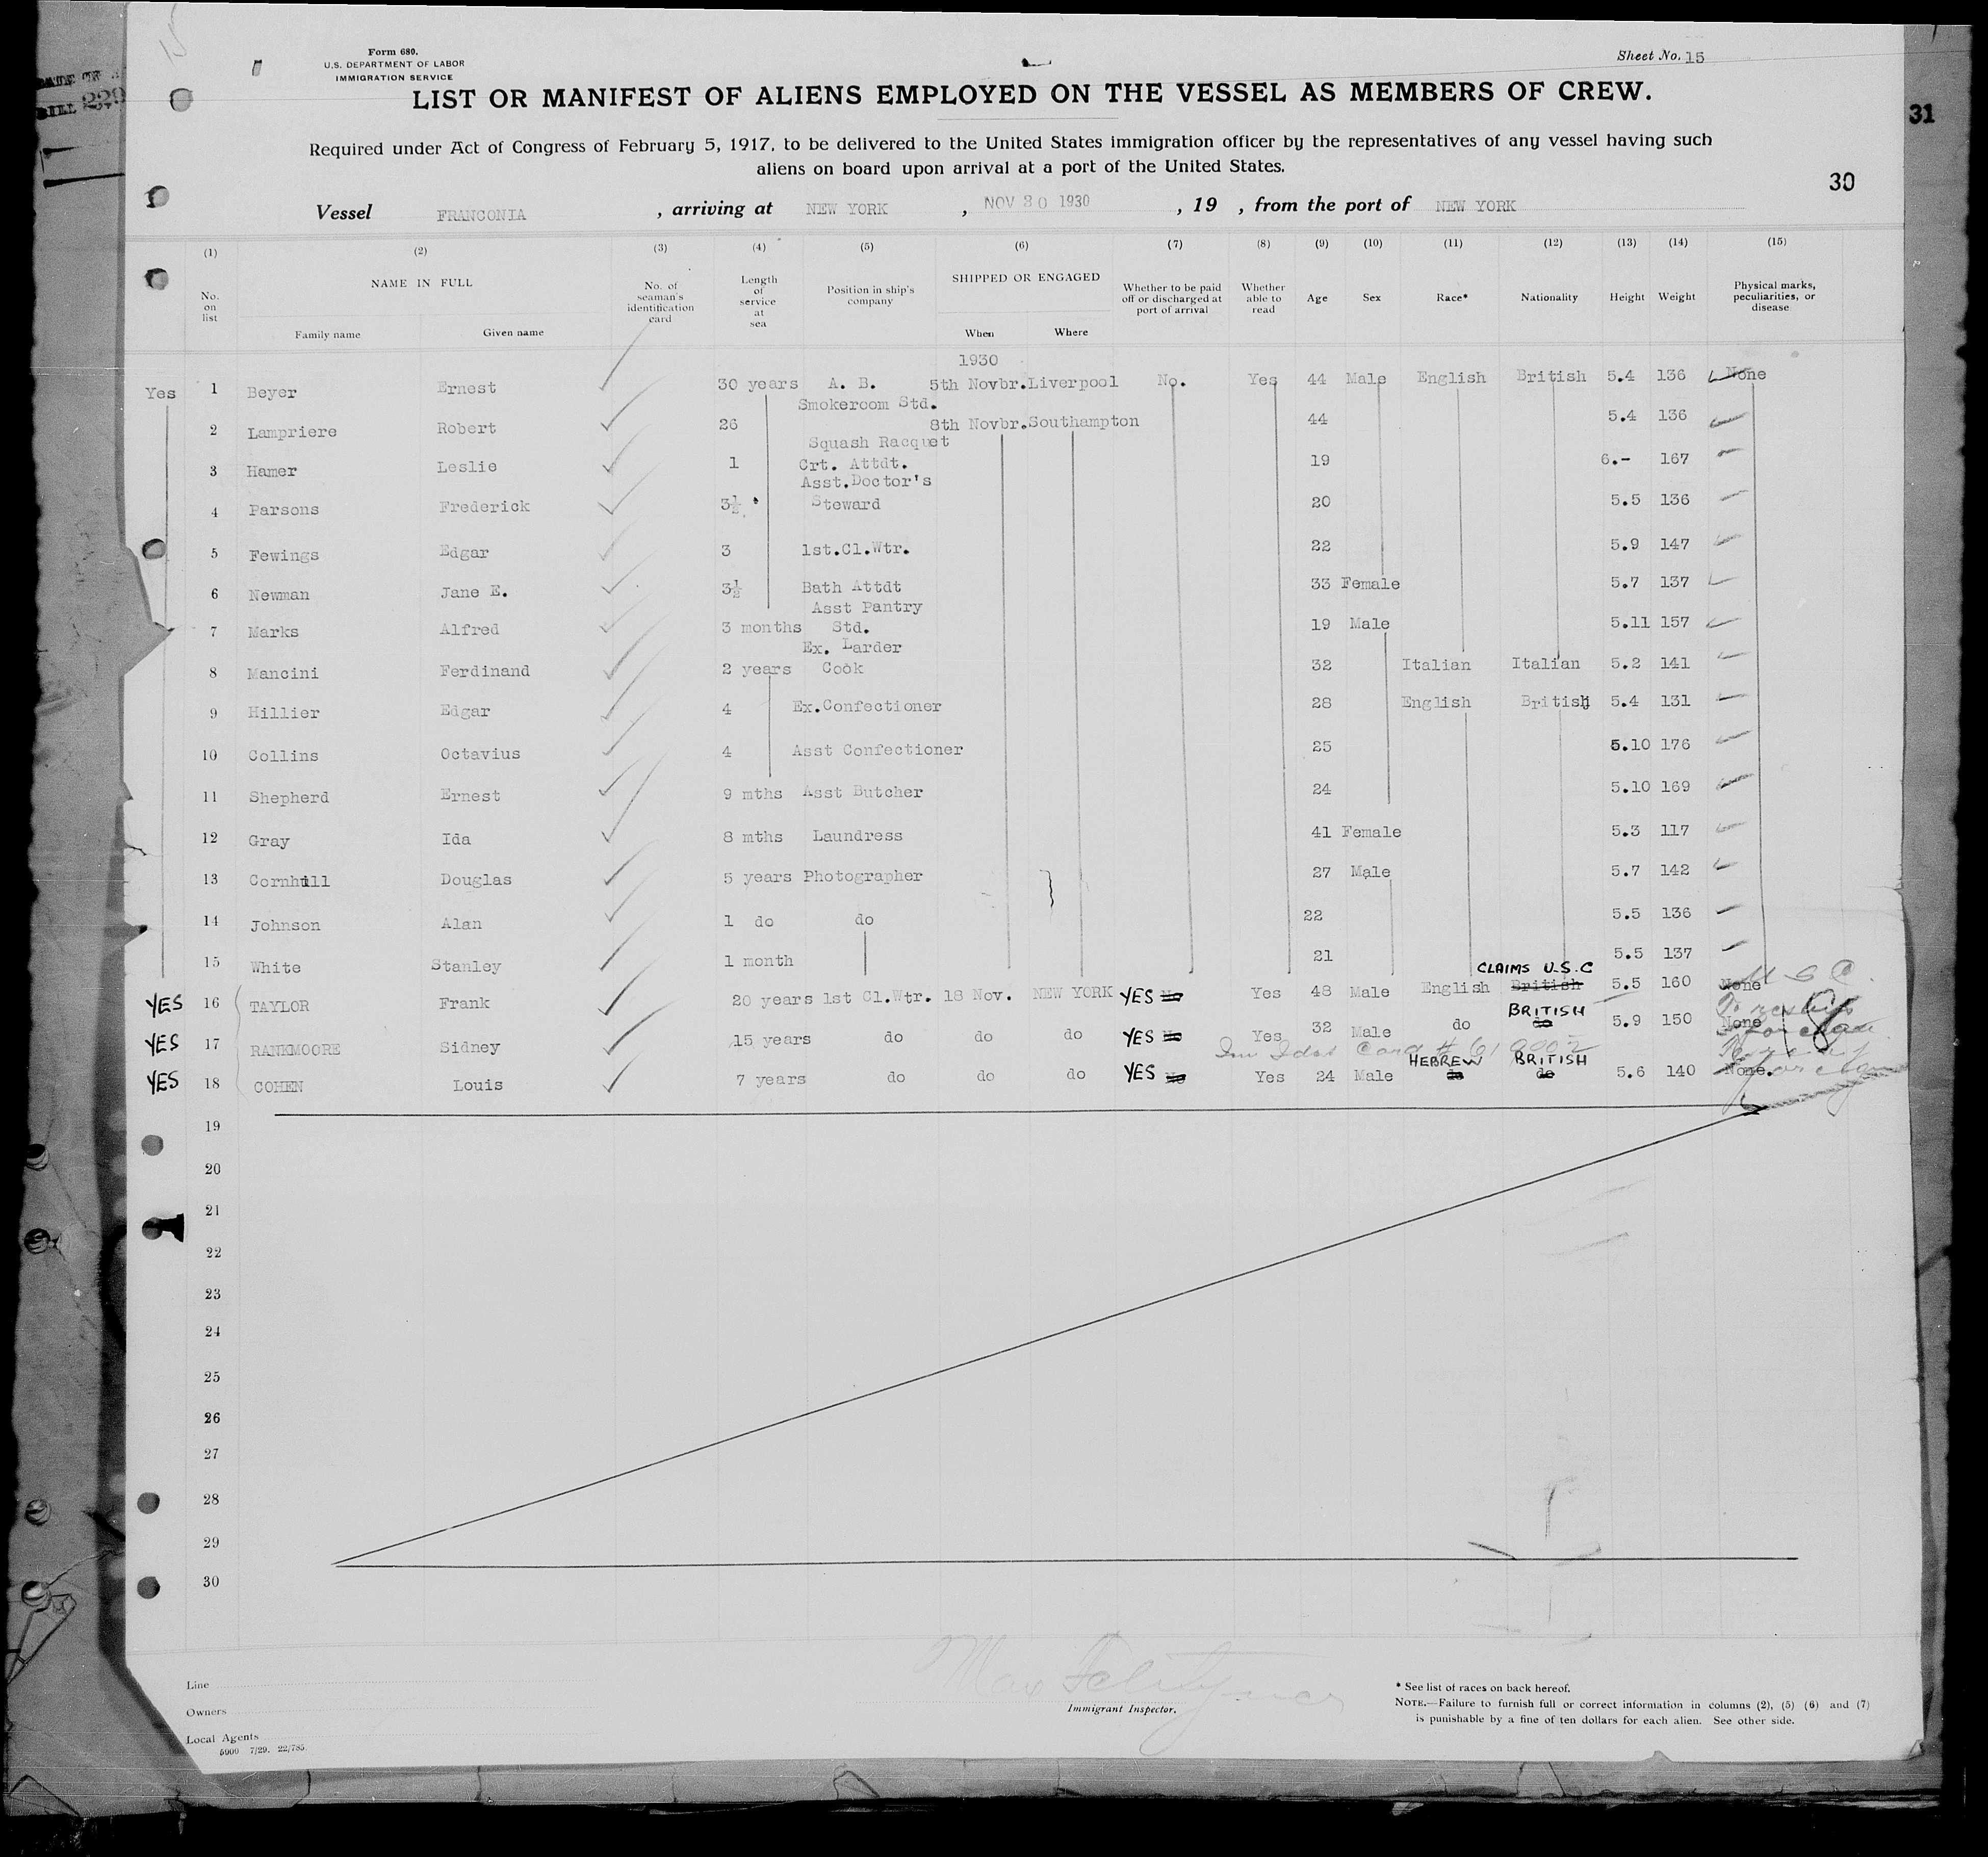 Form 680.
U.S. DEPARTMENT OF LABOR
IMMIGRATION SERVICE
Sheet No. 15
LIST OR MANIFEST OF ALIENS EMPLOYED ON THE VESSEL AS MEMBERS OF CREW.
31
Required under Act of Congress of February 5, 1917, to be delivered to the United States immigration officer by the representatives of any vessel having such
aliens on board upon arrival at a port of the United States.
30
Vessel FRANCONIA , arriving at NEW YORK , NOV 30 1930 , 19 , from the port of NEW YORK
(1) (2) (3) (4) (5) (6) (7) (8) (9) (10) (11) (12) (13) (14) (15)
No. on list NAME IN FULL Family name Given name No. of seaman's identification card Length of service at sea Position in ship's company SHIPPED OR ENGAGED When Where Whether to be paid off or discharged at port of arrival Whether able to read Age Sex Race* Nationality Height Weight Physical marks, peculiarities, or disease
1930
Yes 1 Beyer Ernest 30 years A. B. 5th Novbr. Liverpool No. Yes 44 Male English British 5.4 136 None
2 Lampriere Robert 26 Smokeroom Std. 8th Novbr. Southampton 44 5.4 136
3 Hamer Leslie 1 Squash Racquet Crt. Attdt. 19 6.- 167
4 Parsons Frederick 3½ Asst.Doctor's Steward 20 5.5 136
5 Fewings Edgar 3 1st.Cl.Wtr. 22 5.9 147
6 Newman Jane E. 3½ Bath Attdt 33 Female 5.7 137
7 Marks Alfred 3 months Asst Pantry Std. 19 Male 5.11 157
8 Mancini Ferdinand 2 years Ex. Larder Cook 32 Italian Italian 5.2 141
9 Hillier Edgar 4 Ex.Confectioner 28 English British 5.4 131
10 Collins Octavius 4 Asst Confectioner 25 5.10 176
11 Shepherd Ernest 9 mths Asst Butcher 24 5.10 169
12 Gray Ida 8 mths Laundress 41 Female 5.3 117
13 Cornhill Douglas 5 years Photographer 27 Male 5.7 142
14 Johnson Alan 1 do do 22 5.5 136
15 White Stanley 1 month 21 5.5 137
CLAIMS U.S.C U S C
YES 16 TAYLOR Frank 20 years 1st Cl.Wtr. 18 Nov. NEW YORK YES No Yes 48 Male English British 5.5 160 None
YES 17 RANKMOORE Sidney 15 years do do do YES No Yes 32 Male do BRITISH do 5.9 150 None
YES 18 COHEN Louis 7 years do do do YES No Yes 24 Male HEBREW do BRITISH do 5.6 140 None.
19
20
21
22
23
24
25
26
27
28
29
30
Line
Owners
Local Agents
5000 7/29. 22/785.
Immigrant Inspector.
* See list of races on back hereof.
NOTE.—Failure to furnish full or correct information in columns (2), (5) (6) and (7)
is punishable by a fine of ten dollars for each alien. See other side.